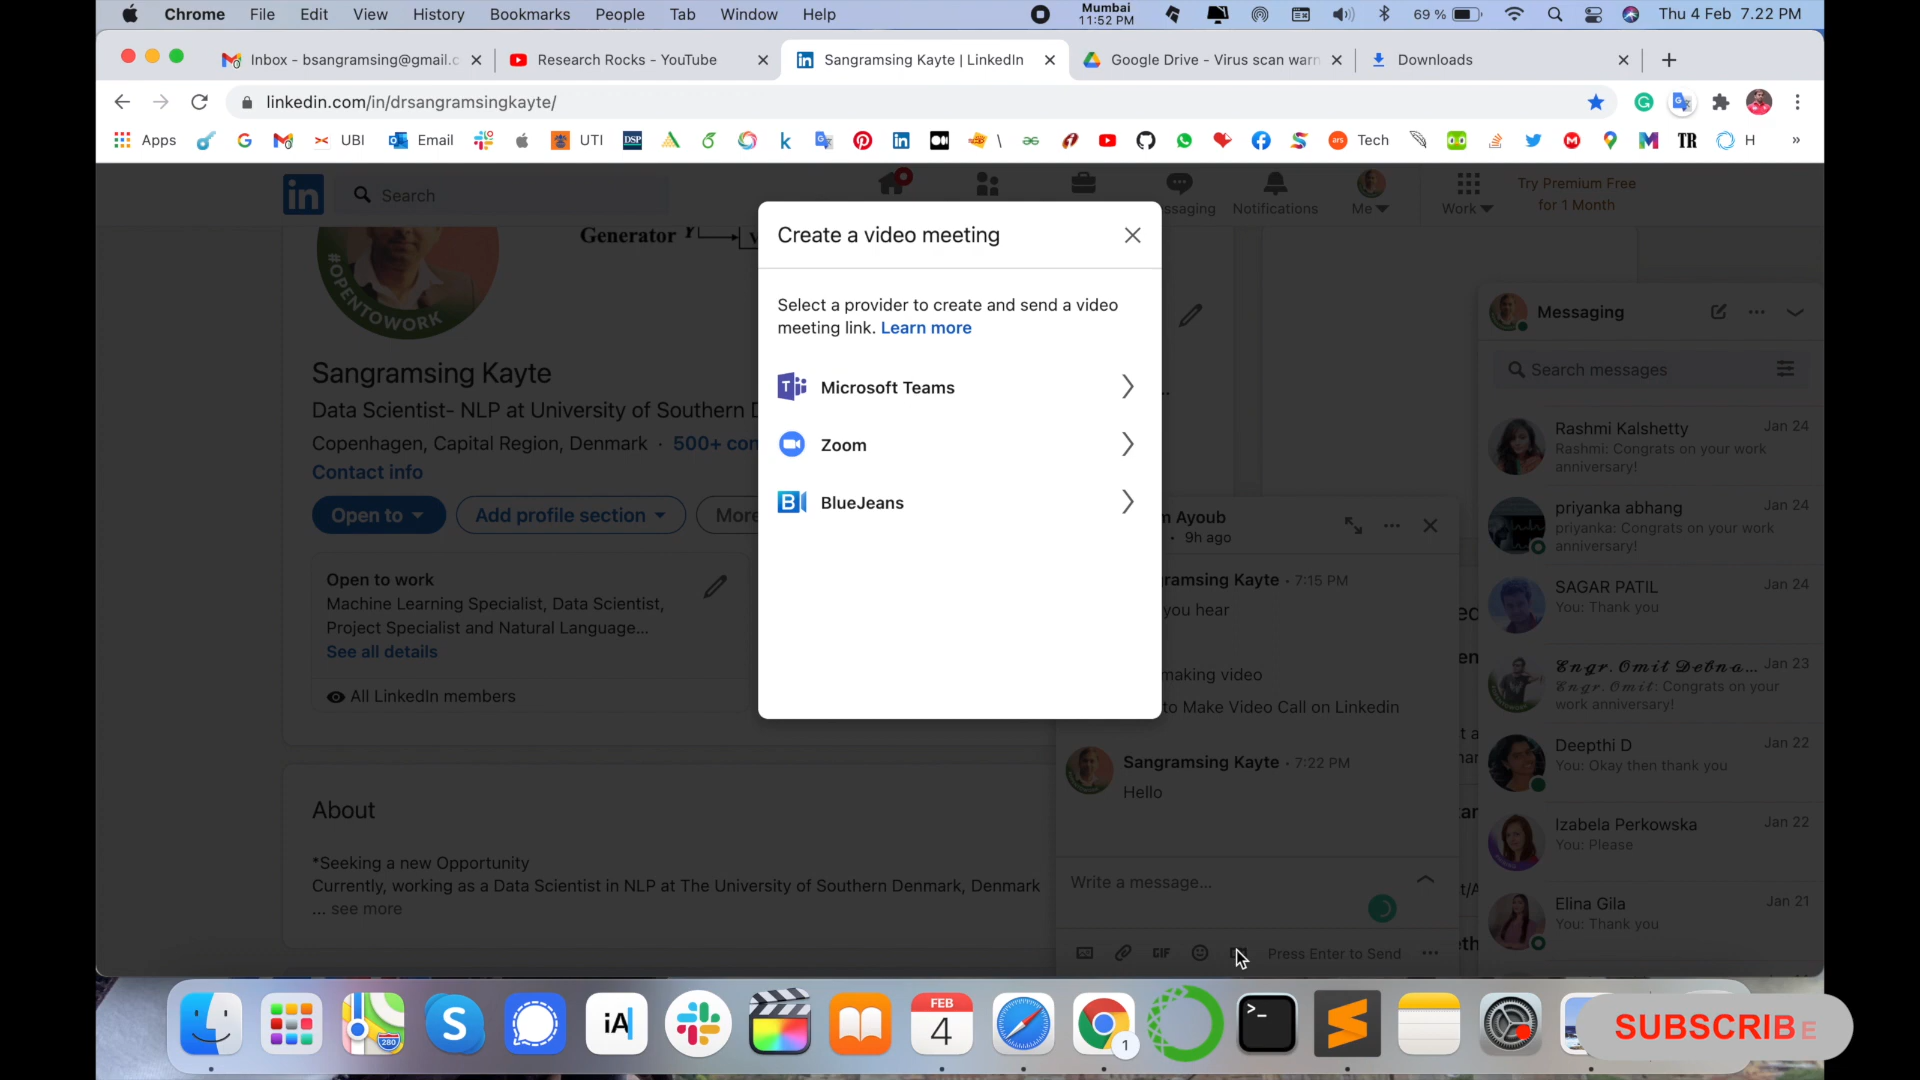 Chrome File Edit View History Bookmarks People Tab Window Help
Mumbai
11:52 PM
69 %
Thu 4 Feb 7.22 PM
Inbox - bsangramsing@gmail.c
Research Rocks - YouTube
Sangramsing Kayte | LinkedIn
Google Drive - Virus scan warn
Downloads
linkedin.com/in/drsangramsingkayte/
Apps UBI Email UTI DSP \ Tech TR H »
Search
ssaging
Notifications
Me
Work
Try Premium Free
for 1 Month
Generator
#OPENTOWORK
Sangramsing Kayte
Data Scientist- NLP at University of Southern D
Copenhagen, Capital Region, Denmark · 500+ con
Contact info
Open to
Add profile section
More
Open to work
Machine Learning Specialist, Data Scientist,
Project Specialist and Natural Language...
See all details
All LinkedIn members
About
*Seeking a new Opportunity
Currently, working as a Data Scientist in NLP at The University of Southern Denmark, Denmark
... see more
Create a video meeting
Select a provider to create and send a video
meeting link. Learn more
Microsoft Teams
Zoom
BlueJeans
m Ayoub
· 9h ago
ramsing Kayte · 7:15 PM
you hear
making video
to Make Video Call on Linkedin
Sangramsing Kayte · 7:22 PM
Hello
Write a message...
GIF
Press Enter to Send
Messaging
Search messages
Rashmi Kalshetty Jan 24
Rashmi: Congrats on your work
anniversary!
priyanka abhang Jan 24
priyanka: Congrats on your work
anniversary!
SAGAR PATIL Jan 24
You: Thank you
𝓔𝓷𝓰𝓻. 𝓞𝓶𝓲𝓽 𝓓𝓮𝓫𝓷𝓪... Jan 23
𝓔𝓷𝓰𝓻. 𝓞𝓶𝓲𝓽: Congrats on your
work anniversary!
Deepthi D Jan 22
You: Okay then thank you
Izabela Perkowska Jan 22
You: Please
Elina Gila Jan 21
You: Thank you
280
iA
FEB
4
1
SUBSCRIBE